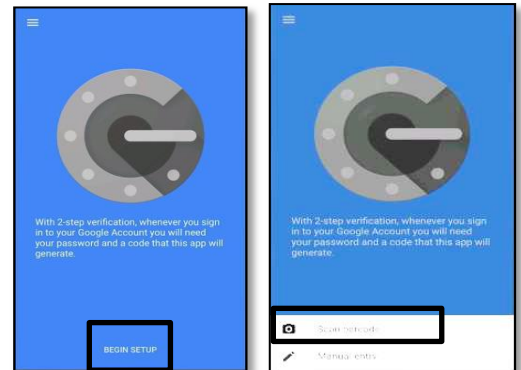 With 2-step verification, whenever you sign
in to your Google Account you will need
your password and a code that this app will
generate.
BEGIN SETUP
With 2-step verification, whenever you sign
in to your Google Account you will need
your password and a code that this app will
generate.
Scan barcode
Manual entry